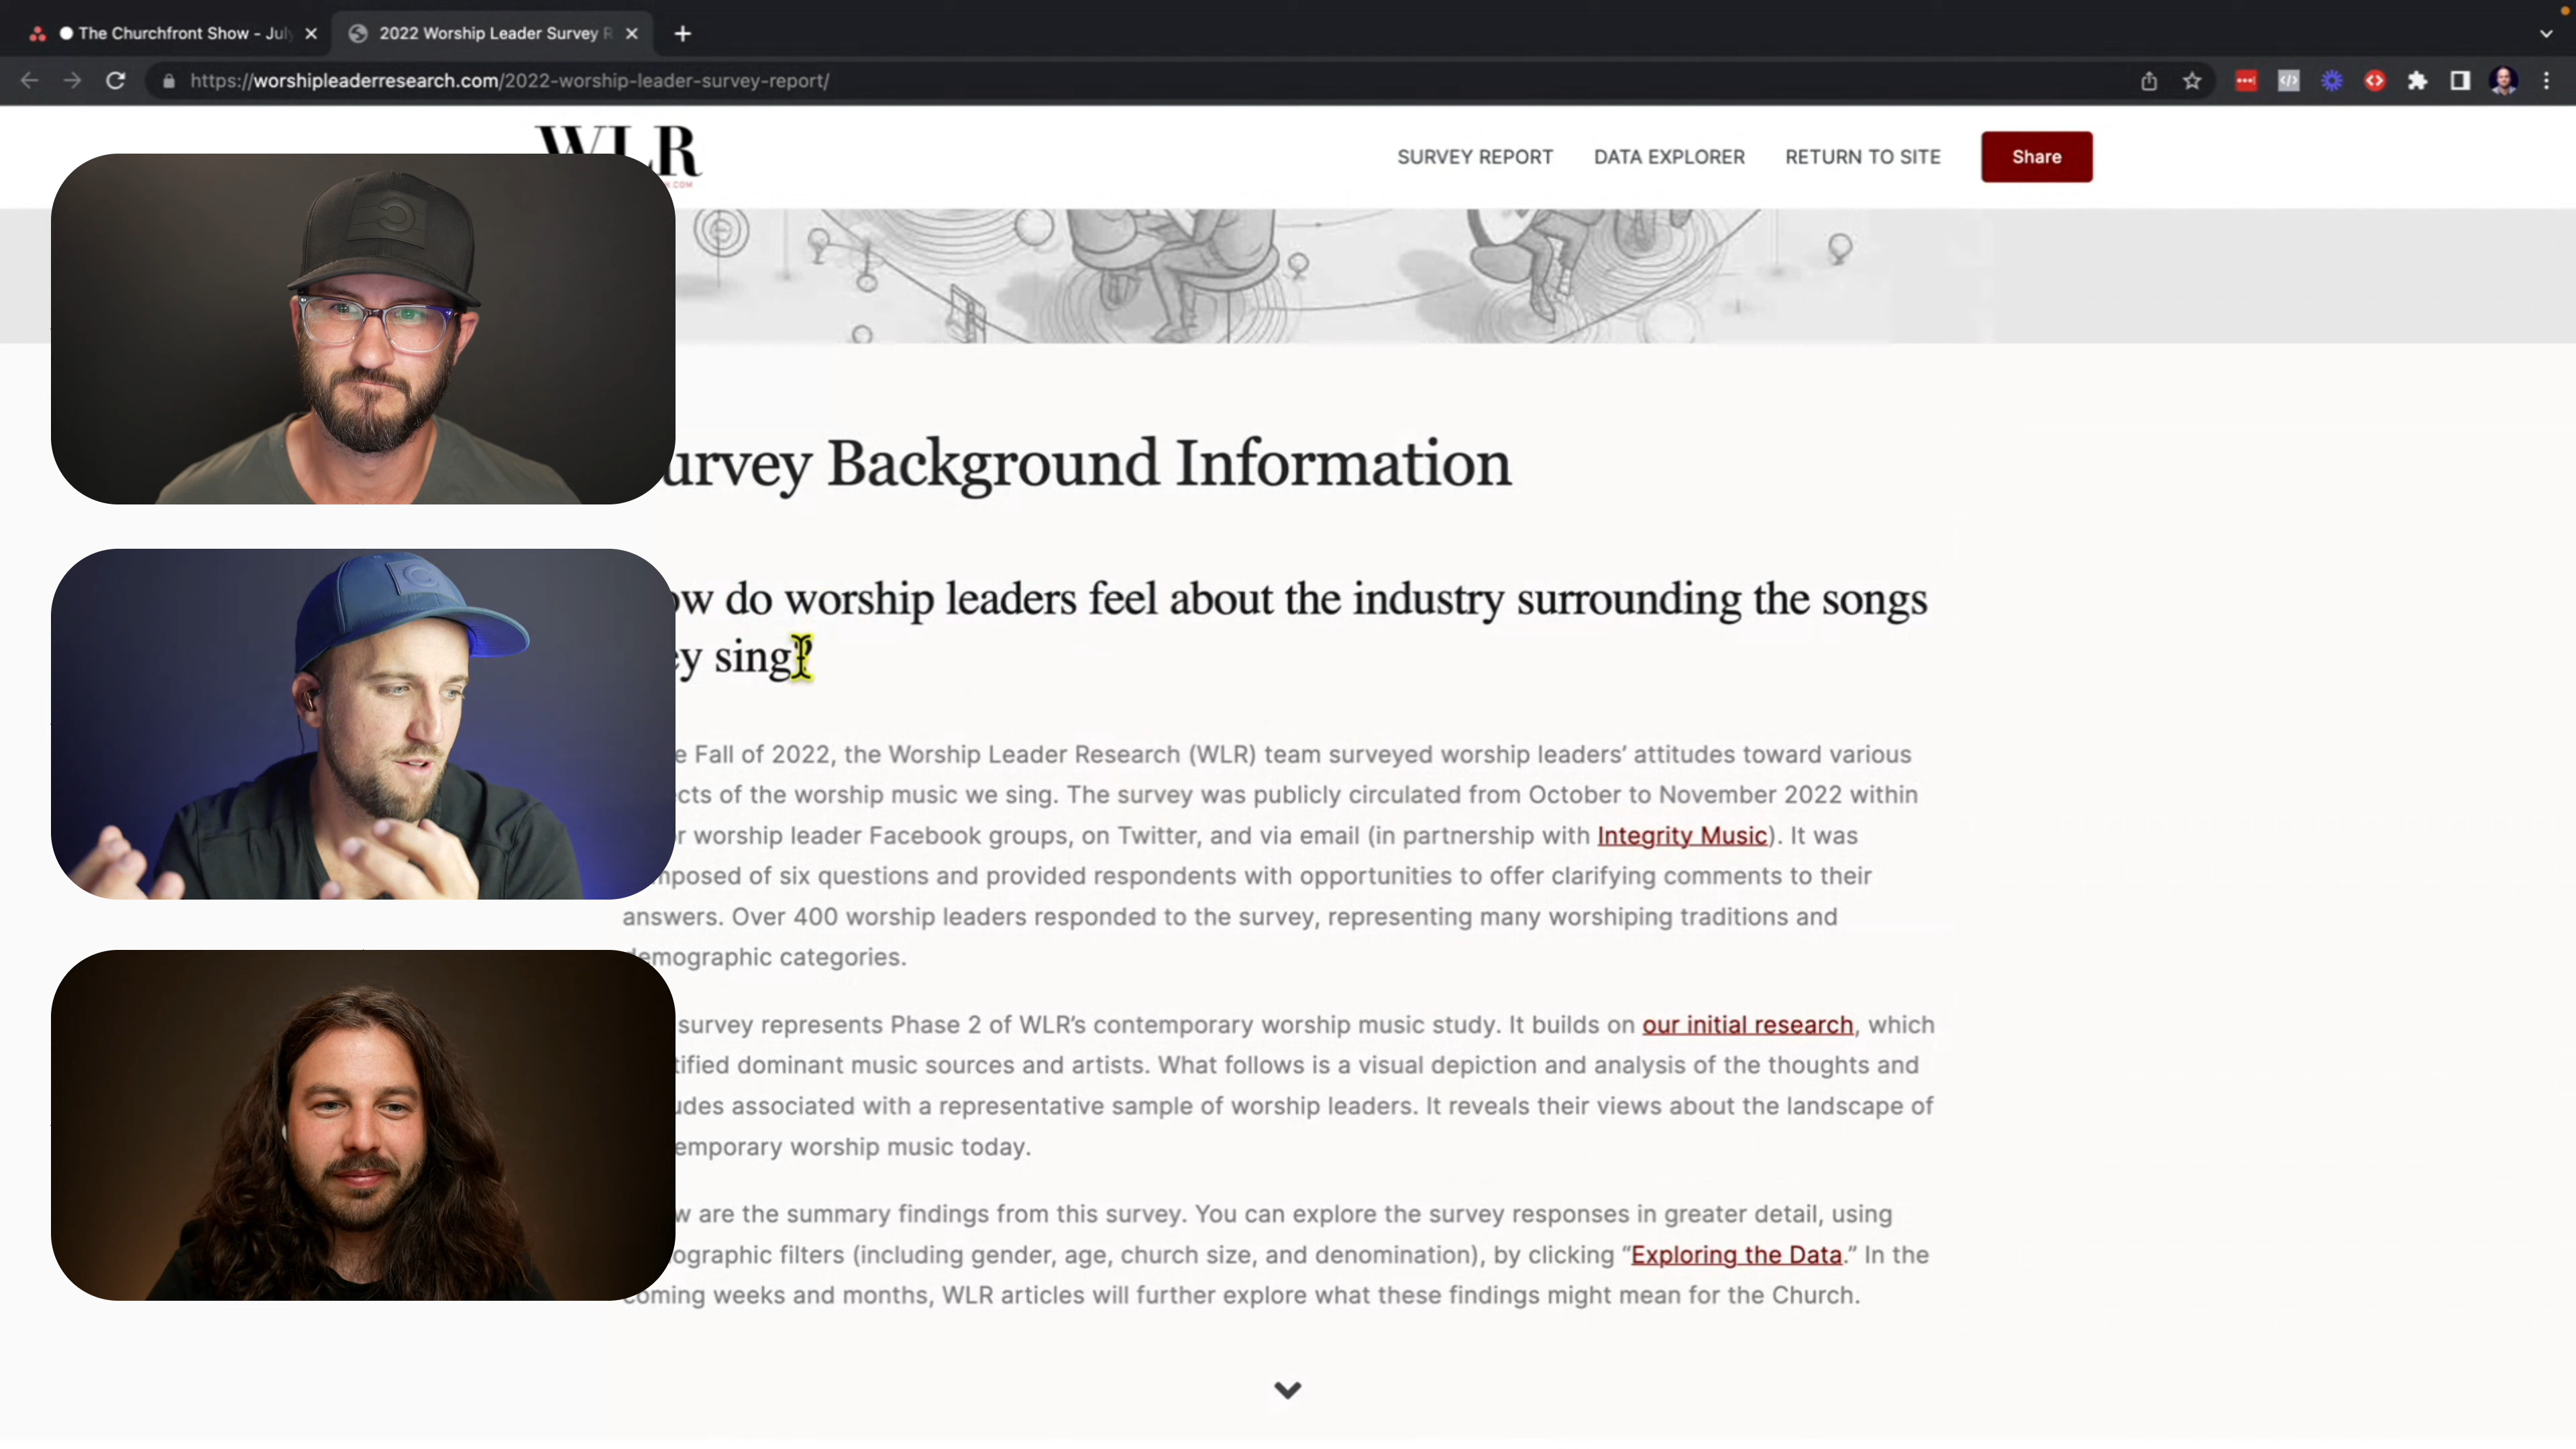 The Churchfront Show - July
2022 Worship Leader Survey R
https://worshipleaderresearch.com/2022-worship-leader-survey-report/
WLR
SURVEY REPORT
DATA EXPLORER
RETURN TO SITE
Share
urvey Background Information
ow do worship leaders feel about the industry surrounding the songs
ey sing?
e Fall of 2022, the Worship Leader Research (WLR) team surveyed worship leaders’ attitudes toward various
ects of the worship music we sing. The survey was publicly circulated from October to November 2022 within
or worship leader Facebook groups, on Twitter, and via email (in partnership with Integrity Music). It was
mposed of six questions and provided respondents with opportunities to offer clarifying comments to their
answers. Over 400 worship leaders responded to the survey, representing many worshiping traditions and
demographic categories.
survey represents Phase 2 of WLR’s contemporary worship music study. It builds on our initial research, which
tified dominant music sources and artists. What follows is a visual depiction and analysis of the thoughts and
udes associated with a representative sample of worship leaders. It reveals their views about the landscape of
emporary worship music today.
w are the summary findings from this survey. You can explore the survey responses in greater detail, using
ographic filters (including gender, age, church size, and denomination), by clicking “Exploring the Data.” In the
coming weeks and months, WLR articles will further explore what these findings might mean for the Church.